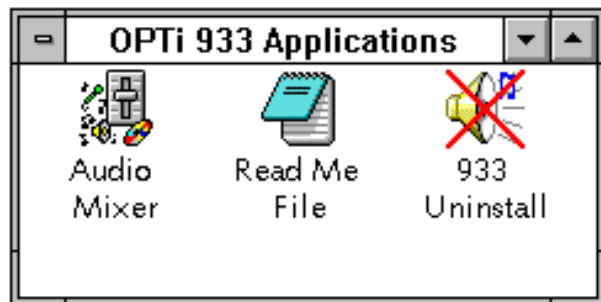 OPTi 933 Applications
Audio
Mixer
Read Me
File
933
Uninstall